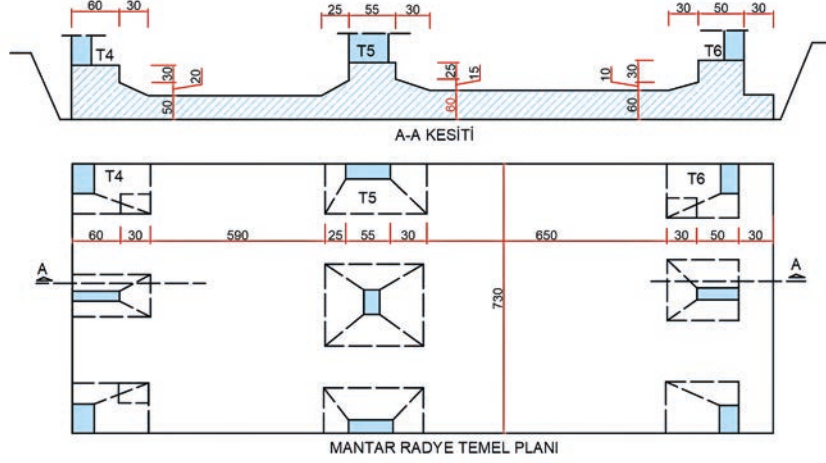 60 30 25 55 30 30 50 30
T4 T5 T6
30 20 25 15 10 30
50 60 60
A-A KESİTİ
T4 T5 T6
60 30 590 25 55 30 650 30 50 30
A A
730
MANTAR RADYE TEMEL PLANI